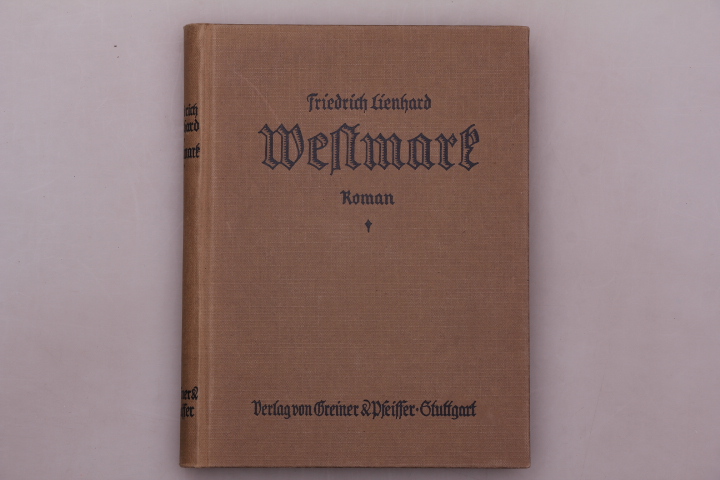 Friedrich Lienhard
Westmark
Roman
Verlag von Greiner & Pfeiffer · Stuttgart